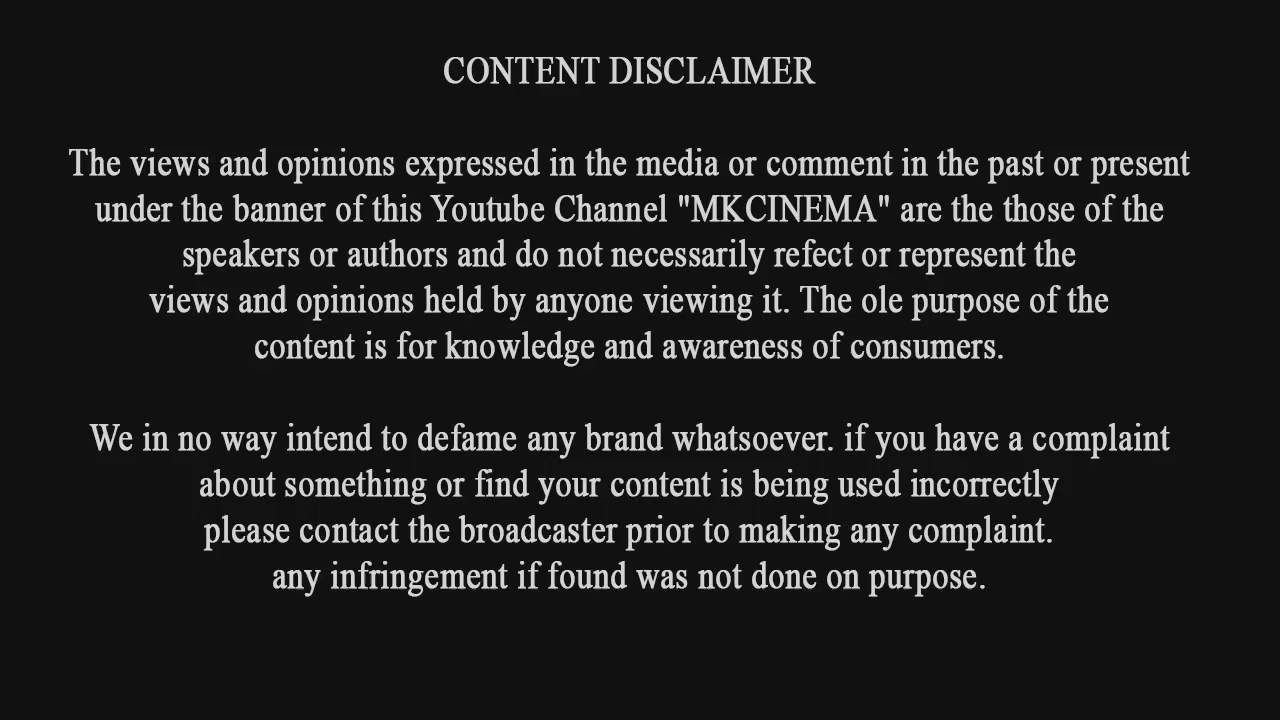 CONTENT DISCLAIMER
The views and opinions expressed in the media or comment in the past or present
under the banner of this Youtube Channel "MKCINEMA" are the those of the
speakers or authors and do not necessarily refect or represent the
views and opinions held by anyone viewing it. The ole purpose of the
content is for knowledge and awareness of consumers.
We in no way intend to defame any brand whatsoever. if you have a complaint
about something or find your content is being used incorrectly
please contact the broadcaster prior to making any complaint.
any infringement if found was not done on purpose.